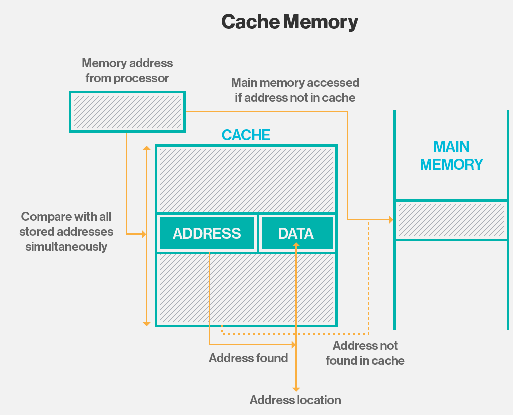 Cache Memory
Memory address
from processor
Main memory accessed
if address not in cache
CACHE
MAIN
MEMORY
Compare with all
stored addresses
simultaneously
ADDRESS
DATA
Address found
Address not
found in cache
Address location